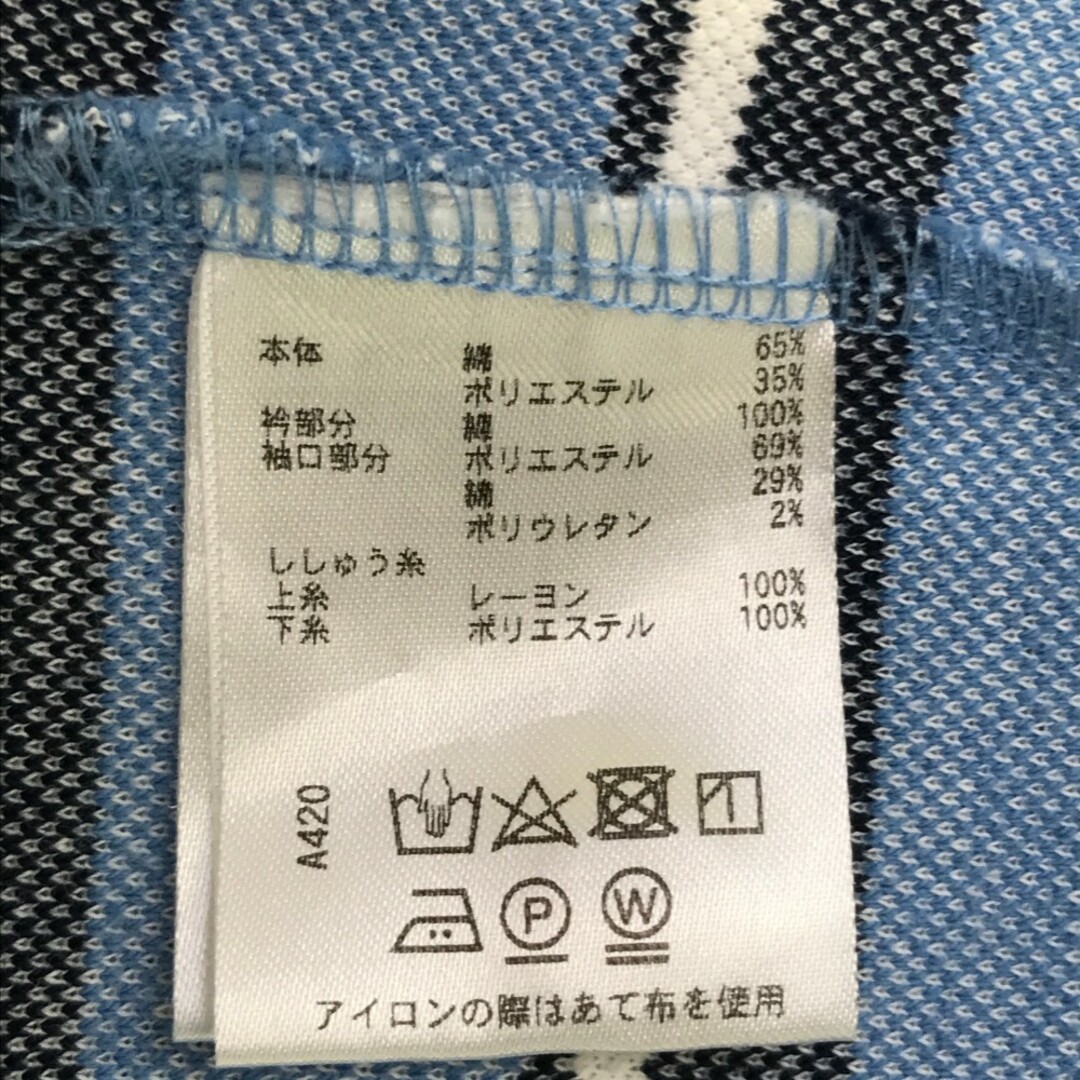 本体 綿 65%
ポリエステル 35%
衿部分 綿 100%
袖口部分 ポリエステル 69%
綿 29%
ポリウレタン 2%
ししゅう糸
上糸 レーヨン 100%
下糸 ポリエステル 100%
A420
P W
アイロンの際はあて布を使用